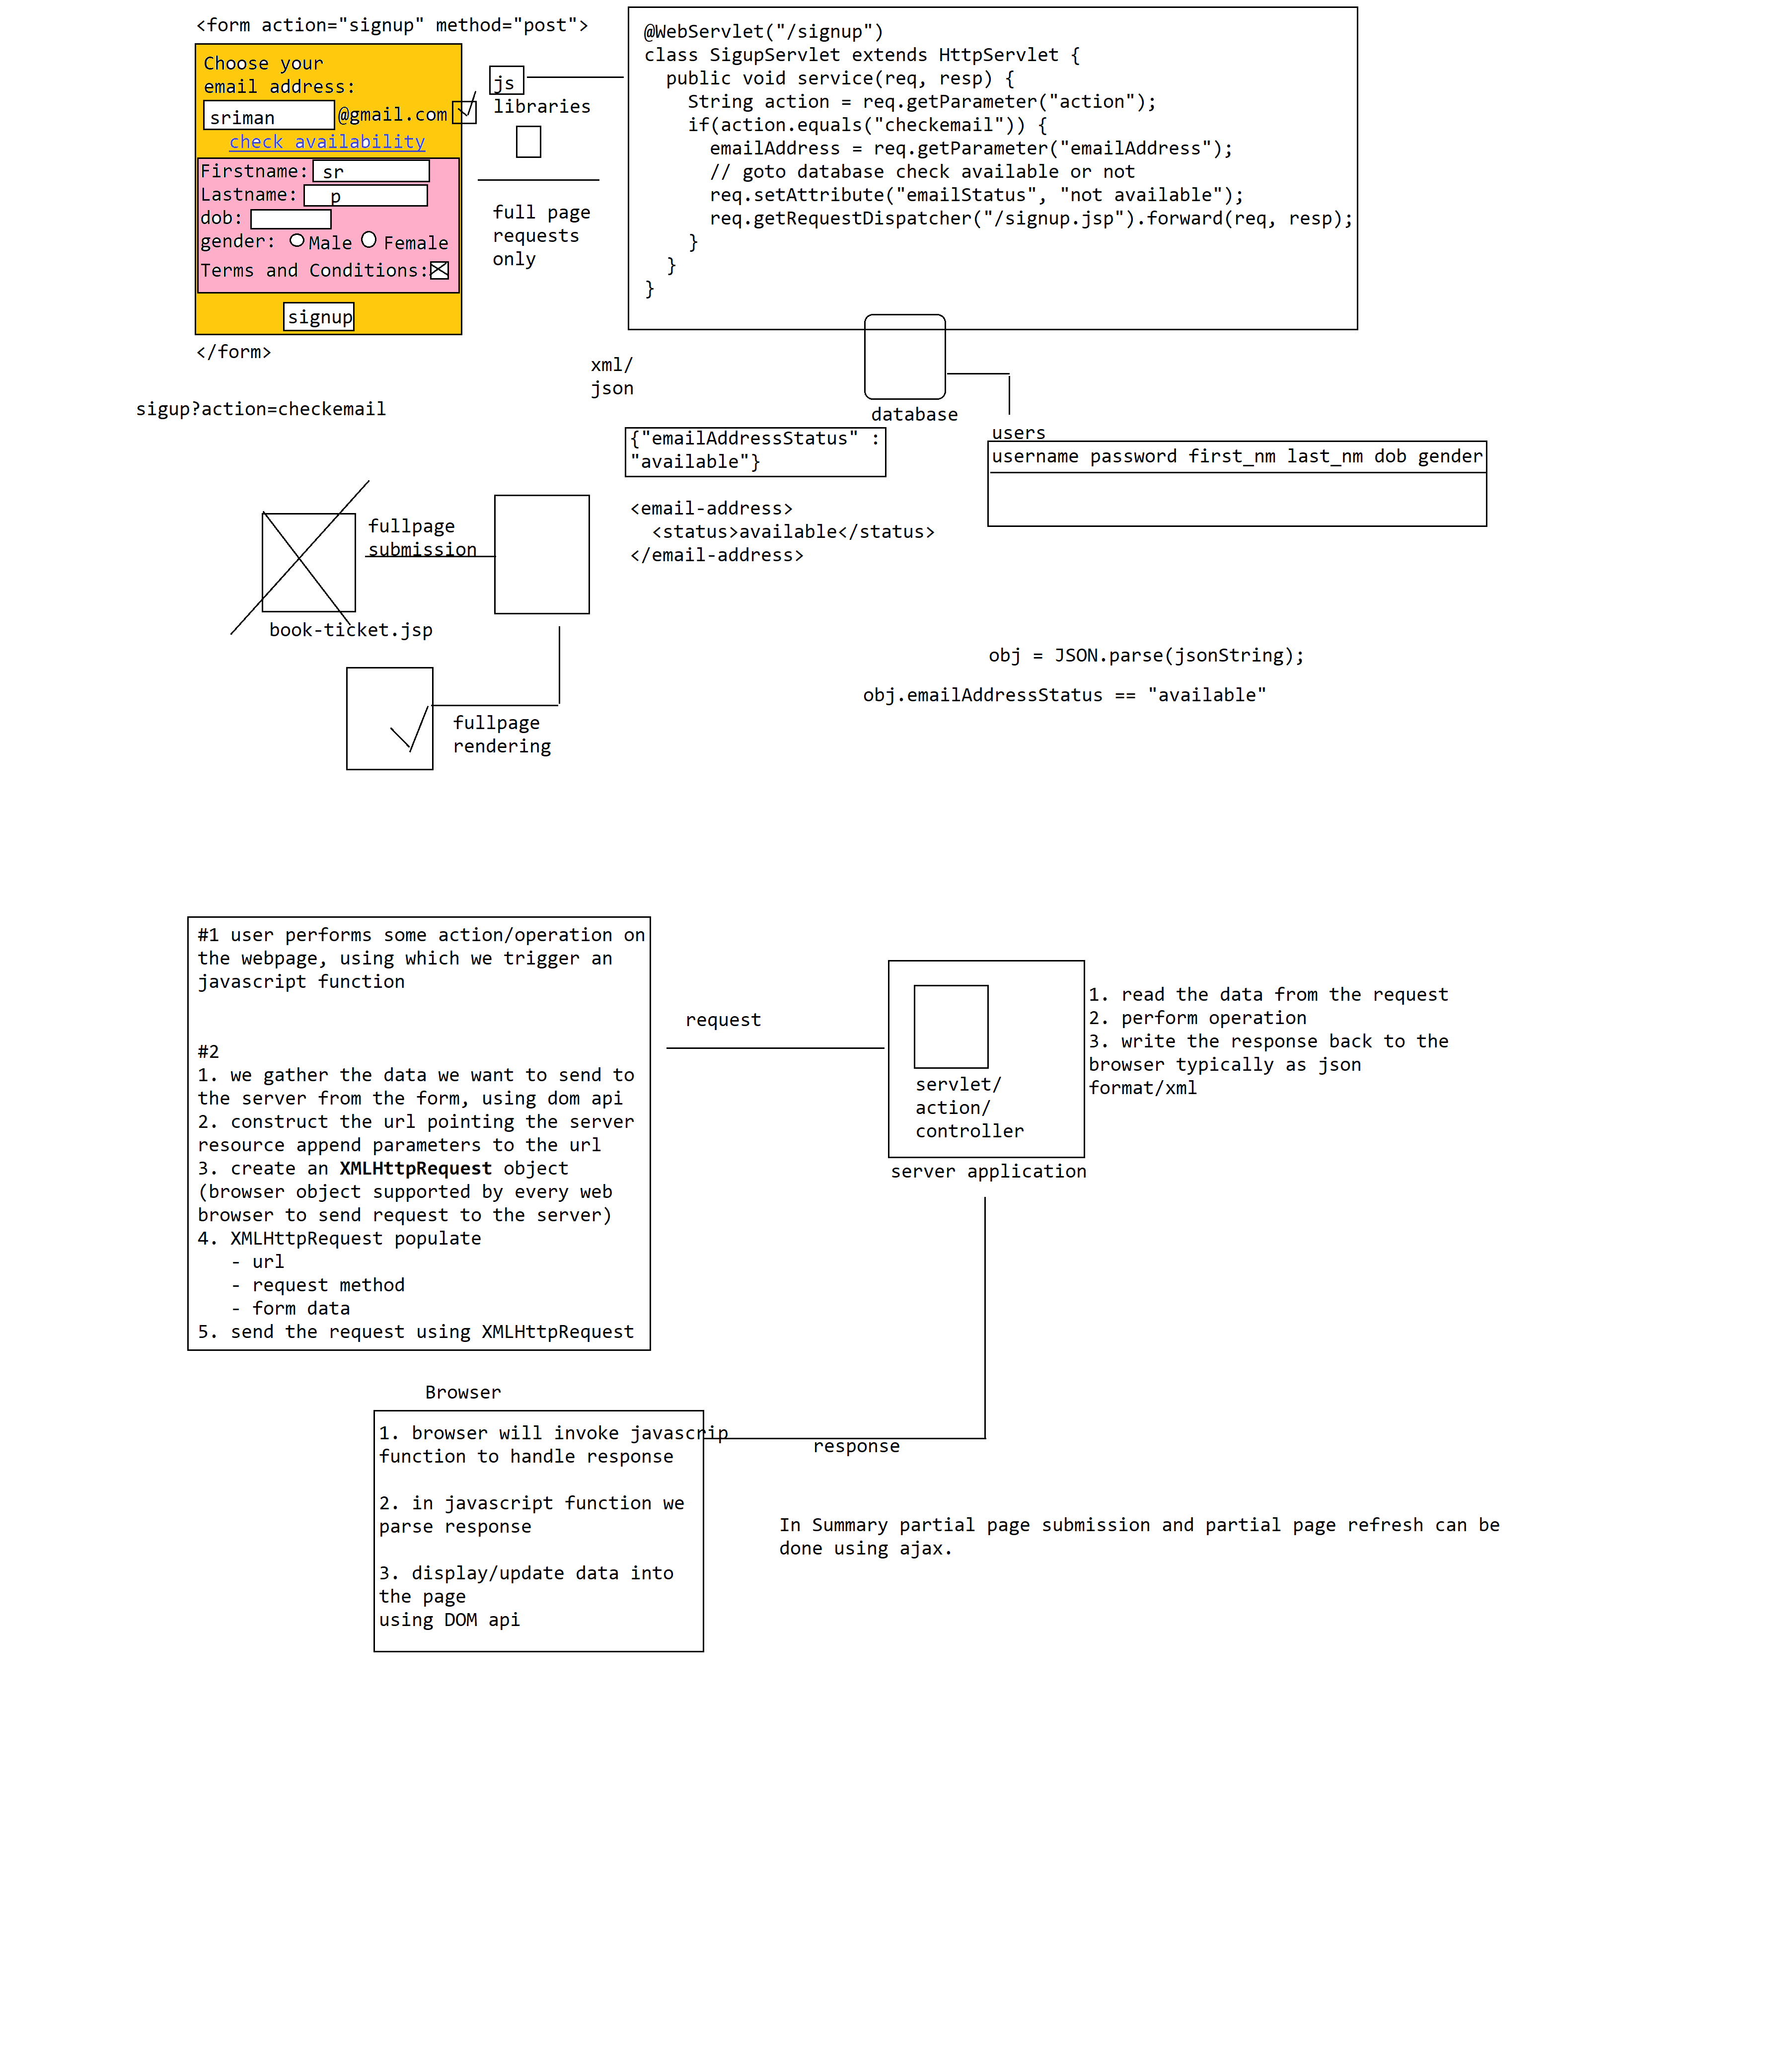 <form action="signup" method="post">
Choose your
email address:
sriman
@gmail.com
check availability
Firstname:
sr
Lastname:
p
dob:
gender:
Male
Female
Terms and Conditions:
signup
</form>
js
libraries
full page
requests
only
@WebServlet("/signup")
class SigupServlet extends HttpServlet {
  public void service(req, resp) {
    String action = req.getParameter("action");
    if(action.equals("checkemail")) {
      emailAddress = req.getParameter("emailAddress");
      // goto database check available or not
      req.setAttribute("emailStatus", "not available");
      req.getRequestDispatcher("/signup.jsp").forward(req, resp);
    }
  }
}
xml/
json
database
sigup?action=checkemail
{"emailAddressStatus" :
"available"}
users
username password first_nm last_nm dob gender
<email-address>
  <status>available</status>
</email-address>
fullpage
submission
book-ticket.jsp
fullpage
rendering
obj = JSON.parse(jsonString);
obj.emailAddressStatus == "available"
#1 user performs some action/operation on
the webpage, using which we trigger an
javascript function
#2
1. we gather the data we want to send to
the server from the form, using dom api
2. construct the url pointing the server
resource append parameters to the url
3. create an XMLHttpRequest object
(browser object supported by every web
browser to send request to the server)
4. XMLHttpRequest populate
   - url
   - request method
   - form data
5. send the request using XMLHttpRequest
request
servlet/
action/
controller
server application
1. read the data from the request
2. perform operation
3. write the response back to the
browser typically as json
format/xml
Browser
1. browser will invoke javascrip
function to handle response
2. in javascript function we
parse response
3. display/update data into
the page
using DOM api
response
In Summary partial page submission and partial page refresh can be
done using ajax.